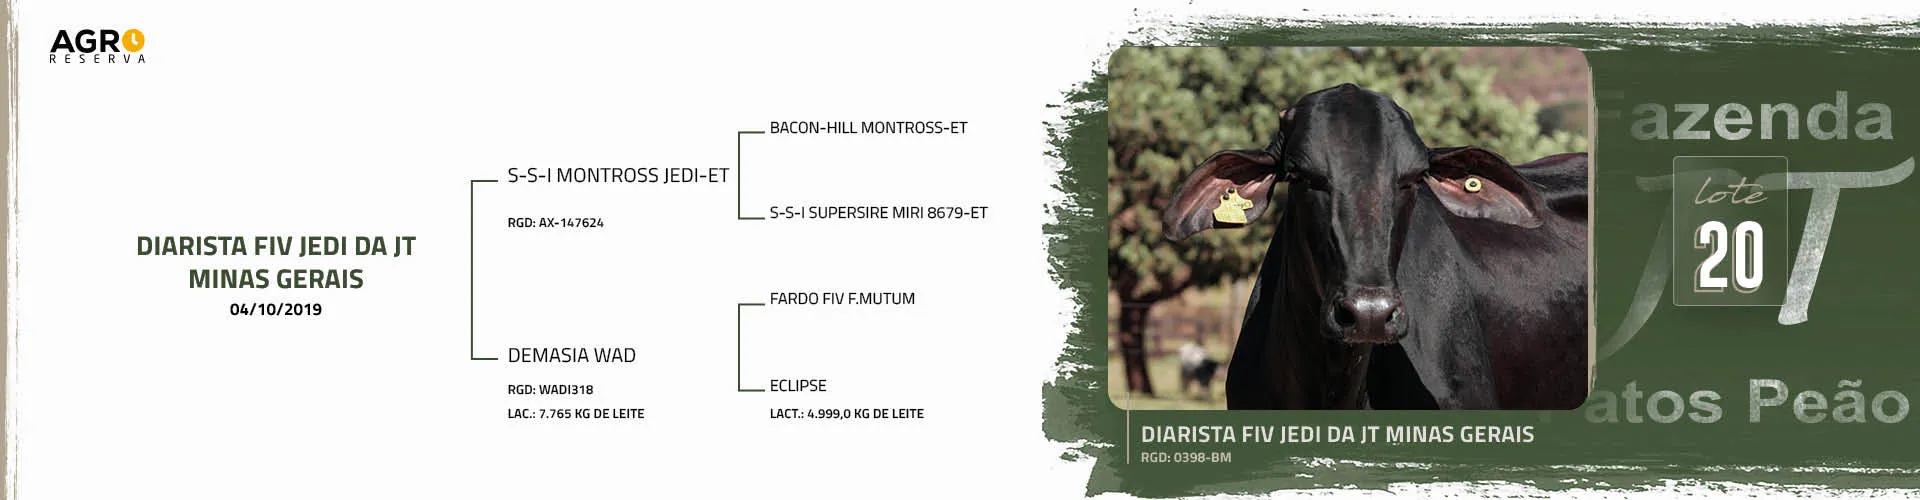 AGRO
RESERVA
DIARISTA FIV JEDI DA JT
MINAS GERAIS
04/10/2019
S-S-I MONTROSS JEDI-ET
RGD: AX-147624
DEMASIA WAD
RGD: WADI318
LAC.: 7.765 KG DE LEITE
BACON-HILL MONTROSS-ET
S-S-I SUPERSIRE MIRI 8679-ET
FARDO FIV F.MUTUM
ECLIPSE
LACT.: 4.999,0 KG DE LEITE
Fazenda
JT
lote
20
atos Peão
DIARISTA FIV JEDI DA JT MINAS GERAIS
RGD: 0398-BM